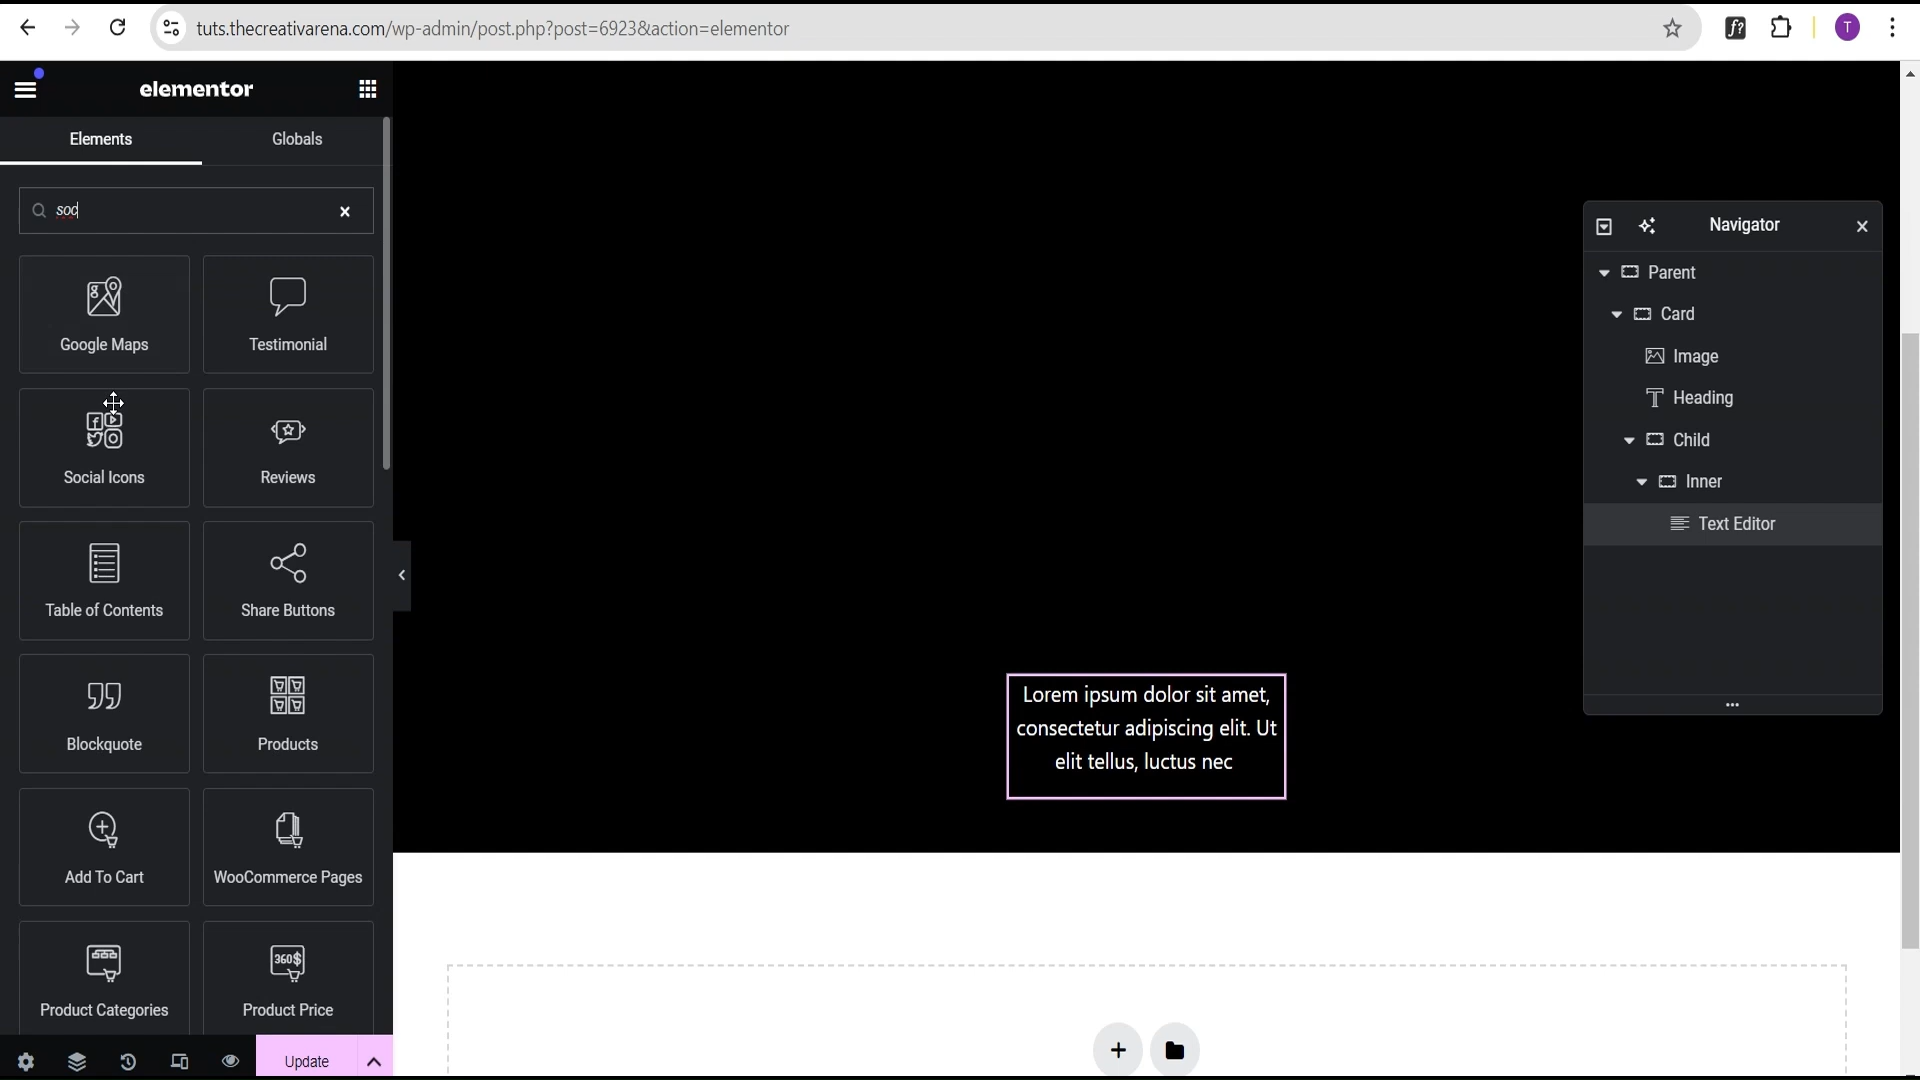 tuts.thecreativarena.com/wp-admin/post.php?post=6923&action=elementor
f?
T
elementor
Elements
Globals
soc
Google Maps
Testimonial
Social Icons
Reviews
Table of Contents
Share Buttons
Blockquote
Products
Add To Cart
WooCommerce Pages
360$
Product Categories
Product Price
Update
Lorem ipsum dolor sit amet,
consectetur adipiscing elit. Ut
elit tellus, luctus nec
Navigator
Parent
Card
Image
Heading
Child
Inner
Text Editor